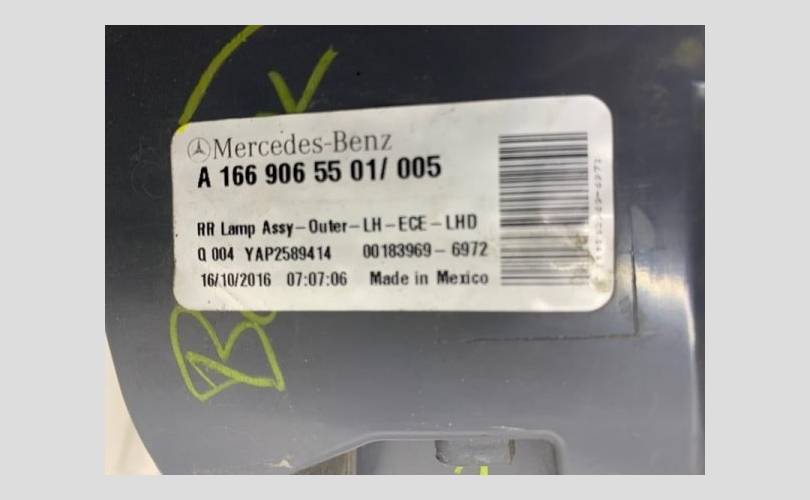 Mercedes-Benz
A 166 906 55 01/ 005
RR Lamp Assy-Outer-LH-ECE-LHD
Q 004 YAP2589414 00183969-6972
16/10/2016 07:07:06 Made in Mexico